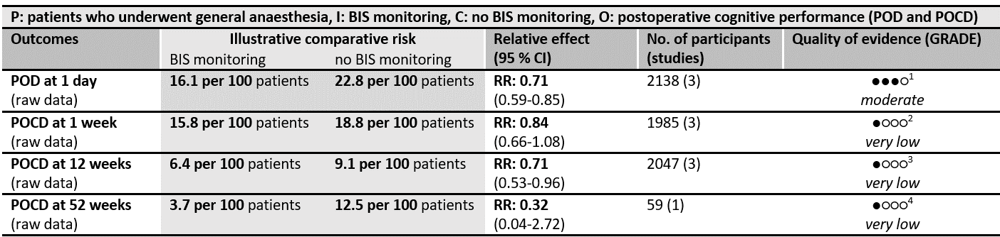 P: patients who underwent general anaesthesia, I: BIS monitoring, C: no BIS monitoring, O: postoperative cognitive performance (POD and POCD)
Outcomes Illustrative comparative risk Relative effect No. of participants Quality of evidence (GRADE)
BIS monitoring no BIS monitoring (95 % CI) (studies)
POD at 1 day 16.1 per 100 patients 22.8 per 100 patients RR: 0.71 2138 (3) ●●●○1
(raw data) (0.59-0.85) moderate
POCD at 1 week 15.8 per 100 patients 18.8 per 100 patients RR: 0.84 1985 (3) ●○○○2
(raw data) (0.66-1.08) very low
POCD at 12 weeks 6.4 per 100 patients 9.1 per 100 patients RR: 0.71 2047 (3) ●○○○3
(raw data) (0.53-0.96) very low
POCD at 52 weeks 3.7 per 100 patients 12.5 per 100 patients RR: 0.32 59 (1) ●○○○4
(raw data) (0.04-2.72) very low